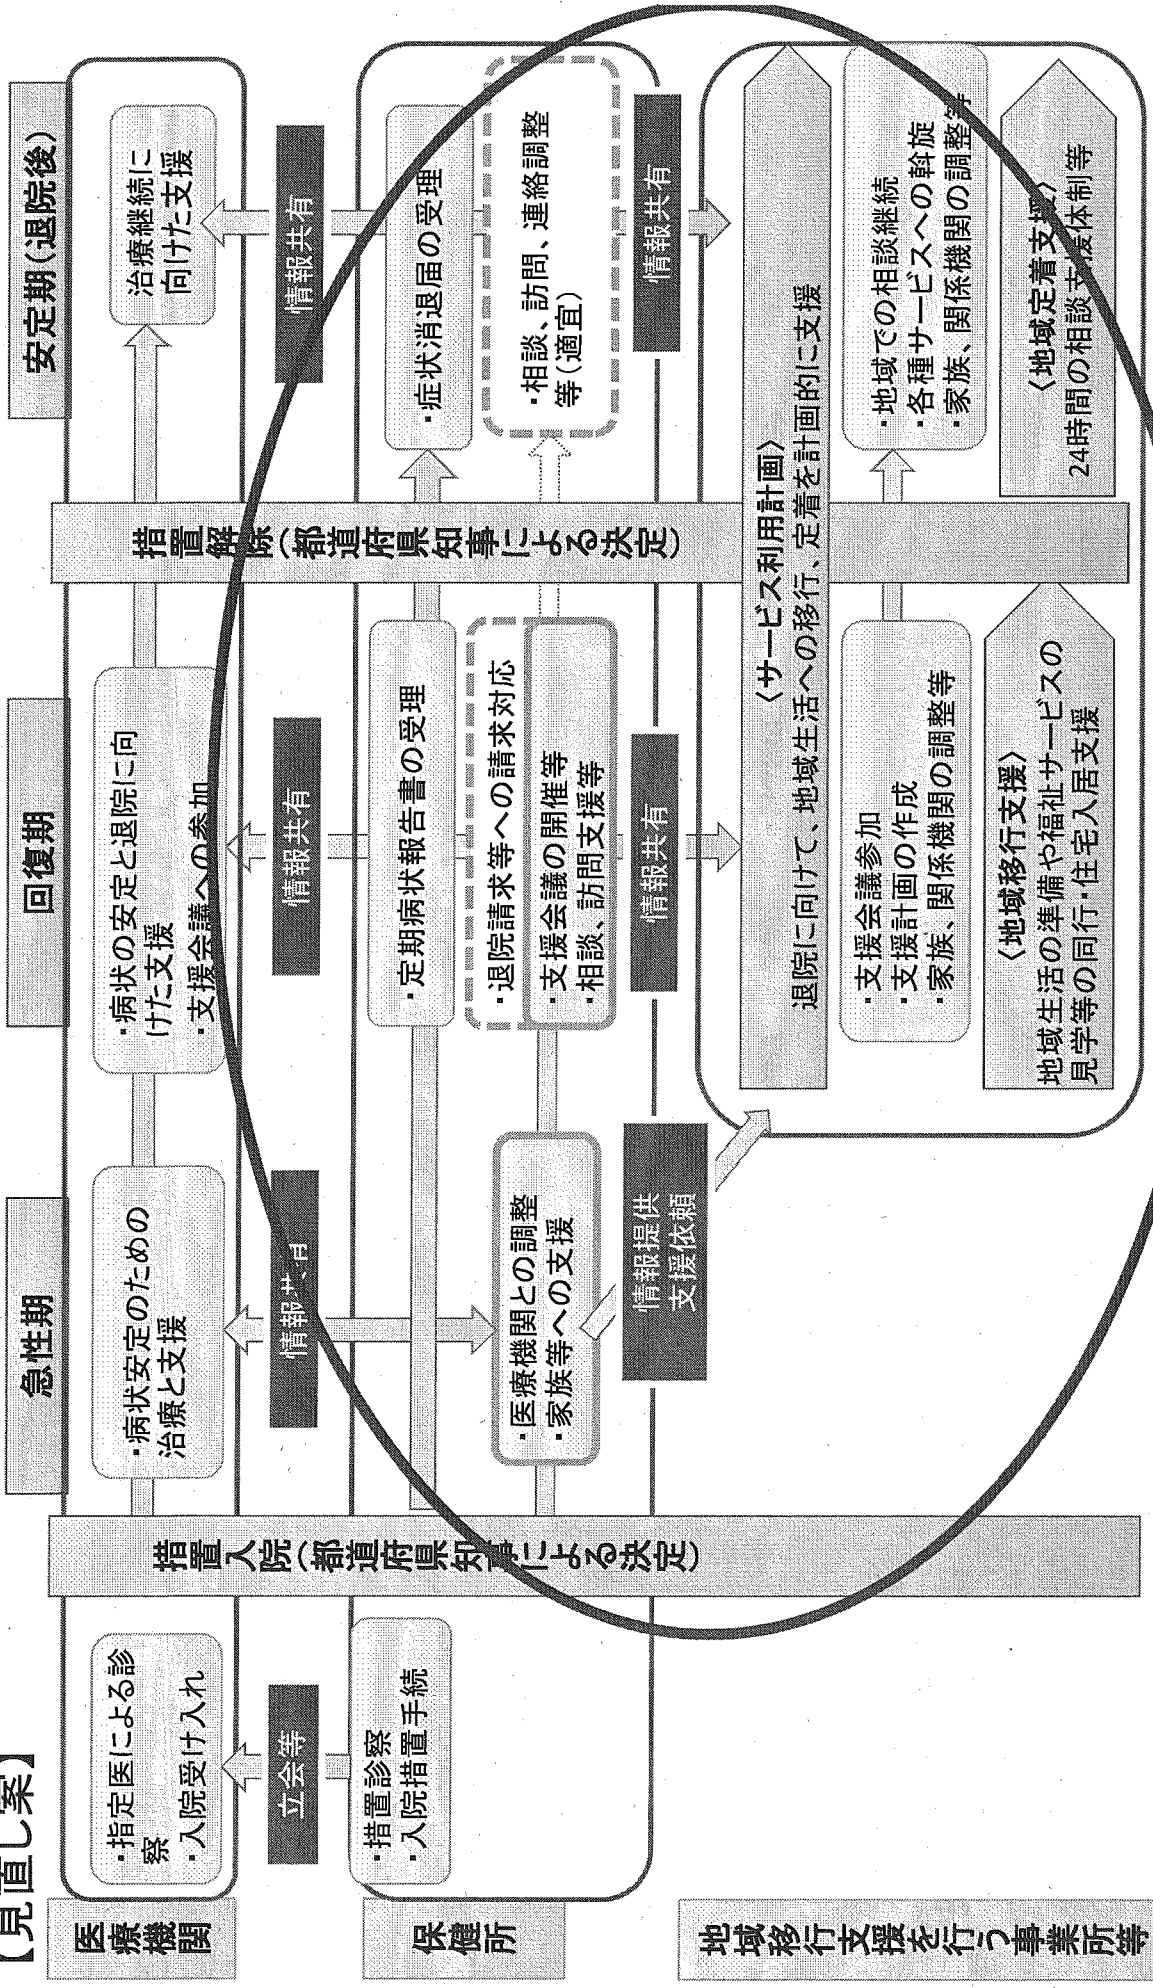 【見直し案】
急性期
回復期
安定期(退院後)
医療機関
・指定医による診
察
・入院受け入れ
措置入院(都道府県知事による決定)
・病状安定のための
治療と支援
・病状の安定と退院に向
けた支援
・支援会議への参加
措置解除(都道府県知事による決定)
治療継続に
向けた支援
立会等
情報共有
情報共有
情報共有
保健所
・措置診察
・入院措置手続
・定期病状報告書の受理
・症状消退届の受理
・医療機関との調整
・家族等への支援
・退院請求等への請求対応
・支援会議の開催等
・相談、訪問支援等
・相談、訪問、連絡調整
等(適宜)
情報提供
支援依頼
情報共有
情報共有
地域移行支援を行う事業所等
〈サービス利用計画〉
退院に向けて、地域生活への移行、定着を計画的に支援
・支援会議参加
・支援計画の作成
・家族、関係機関の調整等
・地域での相談継続
・各種サービスへの斡旋
・家族、関係機関の調整等
〈地域移行支援〉
地域生活の準備や福祉サービスの
見学等の同行・住宅入居支援
〈地域定着支援〉
24時間の相談支援体制等